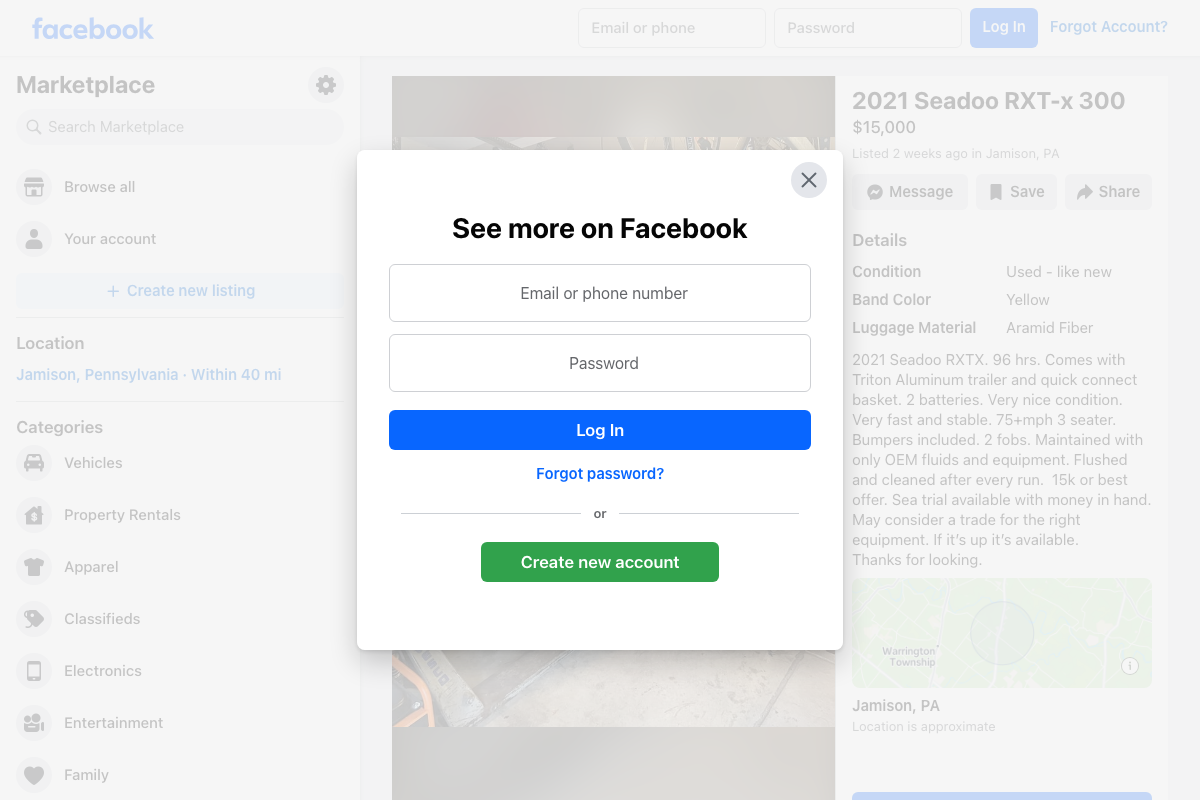 facebook
Email or phone
Password
Log In
Forgot Account?
Marketplace
Search Marketplace
Browse all
Your account
+ Create new listing
Location
Jamison, Pennsylvania · Within 40 mi
Categories
Vehicles
Property Rentals
Apparel
Classifieds
Electronics
Entertainment
Family
See more on Facebook
Email or phone number
Password
Log In
Forgot password?
or
Create new account
2021 Seadoo RXT-x 300
$15,000
Listed 2 weeks ago in Jamison, PA
Message
Save
Share
Details
Condition
Used - like new
Band Color
Yellow
Luggage Material
Aramid Fiber
2021 Seadoo RXTX. 96 hrs. Comes with
Triton Aluminum trailer and quick connect
basket. 2 batteries. Very nice condition.
Very fast and stable. 75+mph 3 seater.
Bumpers included. 2 fobs. Maintained with
only OEM fluids and equipment. Flushed
and cleaned after every run.  15k or best
offer. Sea trial available with money in hand.
May consider a trade for the right
equipment. If it’s up it’s available.
Thanks for looking.
Warrington
Township
Jamison, PA
Location is approximate